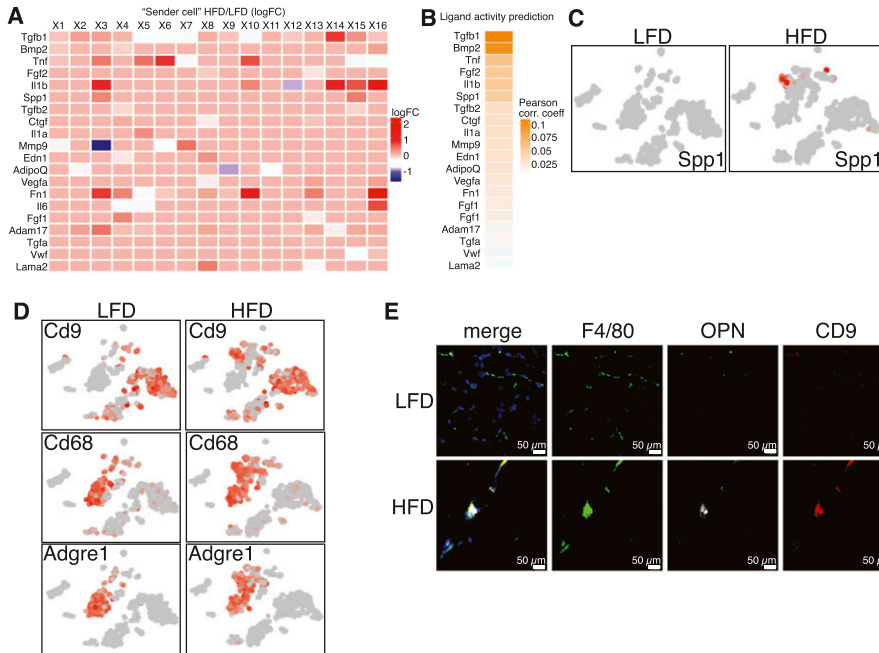 A
"Sender cell" HFD/LFD (logFC)
X1 X2 X3 X4 X5 X6 X7 X8 X9 X10 X11 X12 X13 X14 X15 X16
Tgfb1
Bmp2
Tnf
Fgf2
Il1b
Spp1
Tgfb2
Ctgf
Il1a
Mmp9
Edn1
AdipoQ
Vegfa
Fn1
Il6
Fgf1
Adam17
Tgfa
Vwf
Lama2
logFC
2
1
0
-1
B
Ligand activity prediction
Tgfb1
Bmp2
Tnf
Fgf2
Il1b
Spp1
Tgfb2
Ctgf
Il1a
Mmp9
Edn1
AdipoQ
Vegfa
Fn1
Fgf1
Fgf1
Adam17
Tgfa
Vwf
Lama2
Pearson
corr. coeff
0.1
0.075
0.05
0.025
C
LFD HFD
Spp1 Spp1
D
LFD HFD
Cd9 Cd9
Cd68 Cd68
Adgre1 Adgre1
E
merge F4/80 OPN CD9
LFD
50 µm 50 µm 50 µm 50 µm
HFD
50 µm 50 µm 50 µm 50 µm